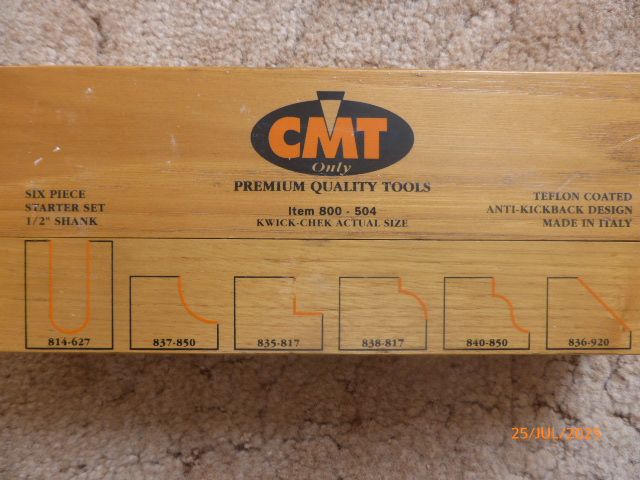 CMT
Only
PREMIUM QUALITY TOOLS
SIX PIECE
STARTER SET
1/2" SHANK
Item 800 - 504
KWICK-CHEK ACTUAL SIZE
TEFLON COATED
ANTI-KICKBACK DESIGN
MADE IN ITALY
814-627
837-850
835-817
838-817
840-850
836-920
25/JUL/2025